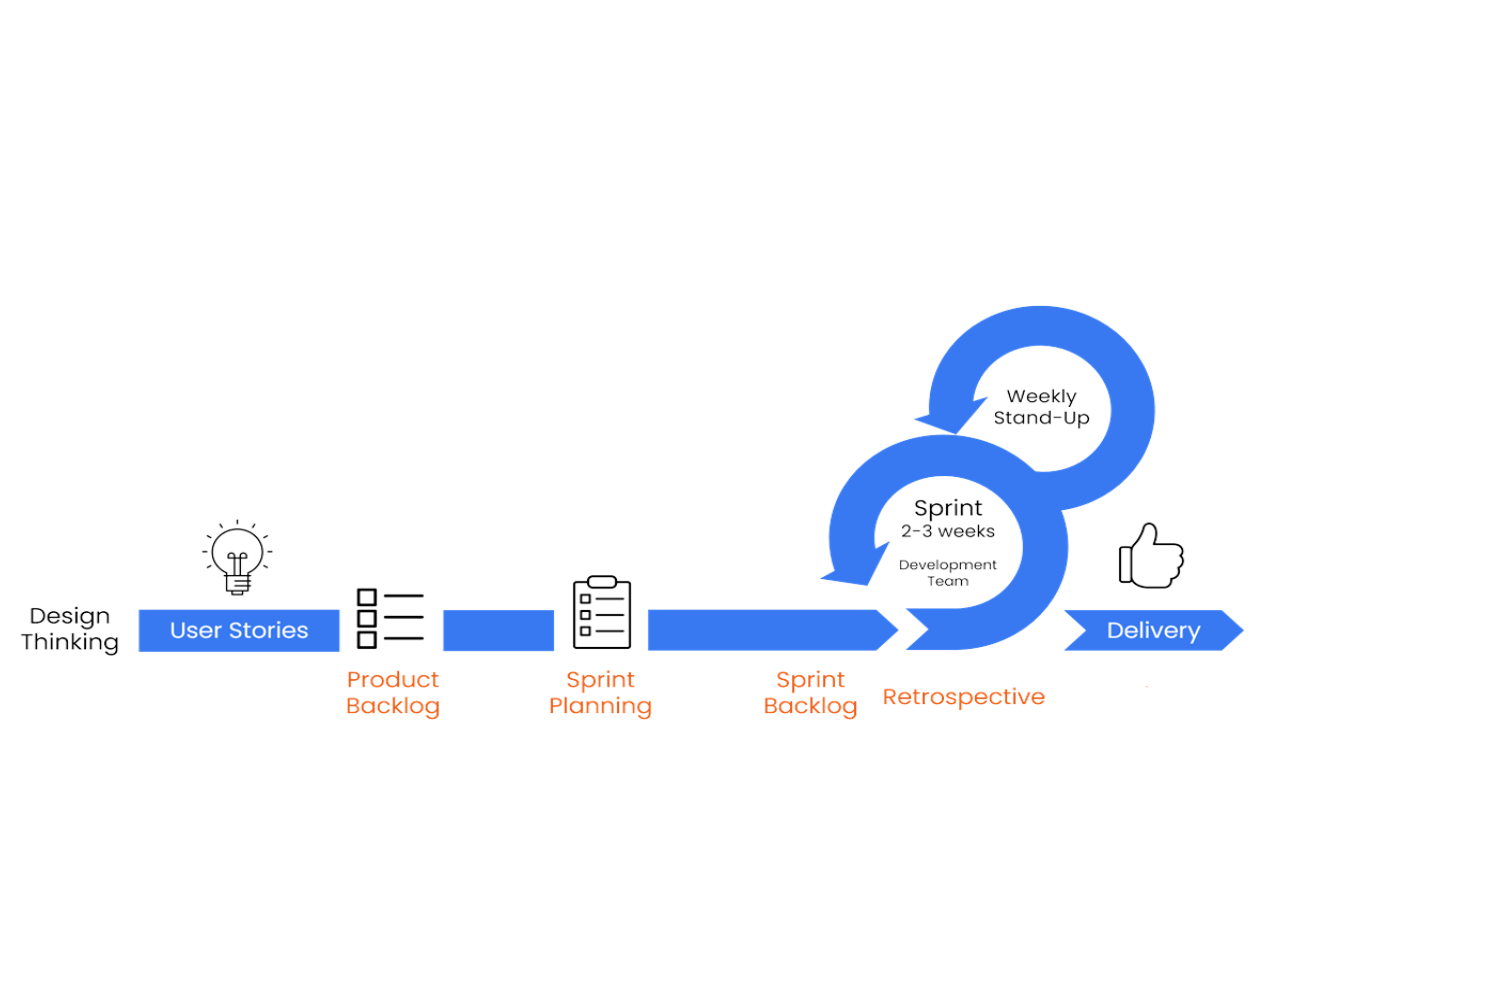 Design
Thinking
User Stories
Product
Backlog
Sprint
Planning
Sprint
Backlog
Retrospective
Weekly
Stand-Up
Sprint
2-3 weeks
Development
Team
Delivery